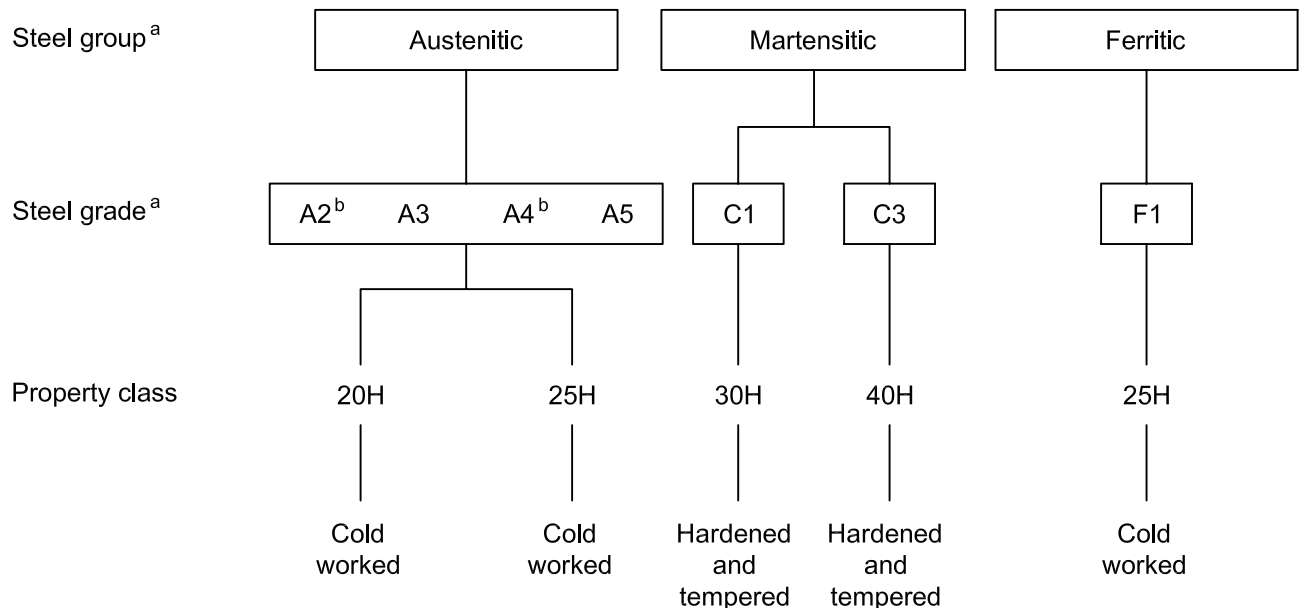 Steel group a Austenitic Martensitic Ferritic
Steel grade a A2 b A3 A4 b A5 C1 C3 F1
Property class 20H 25H 30H 40H 25H
Cold worked Cold worked Hardened and tempered Hardened and tempered Cold worked